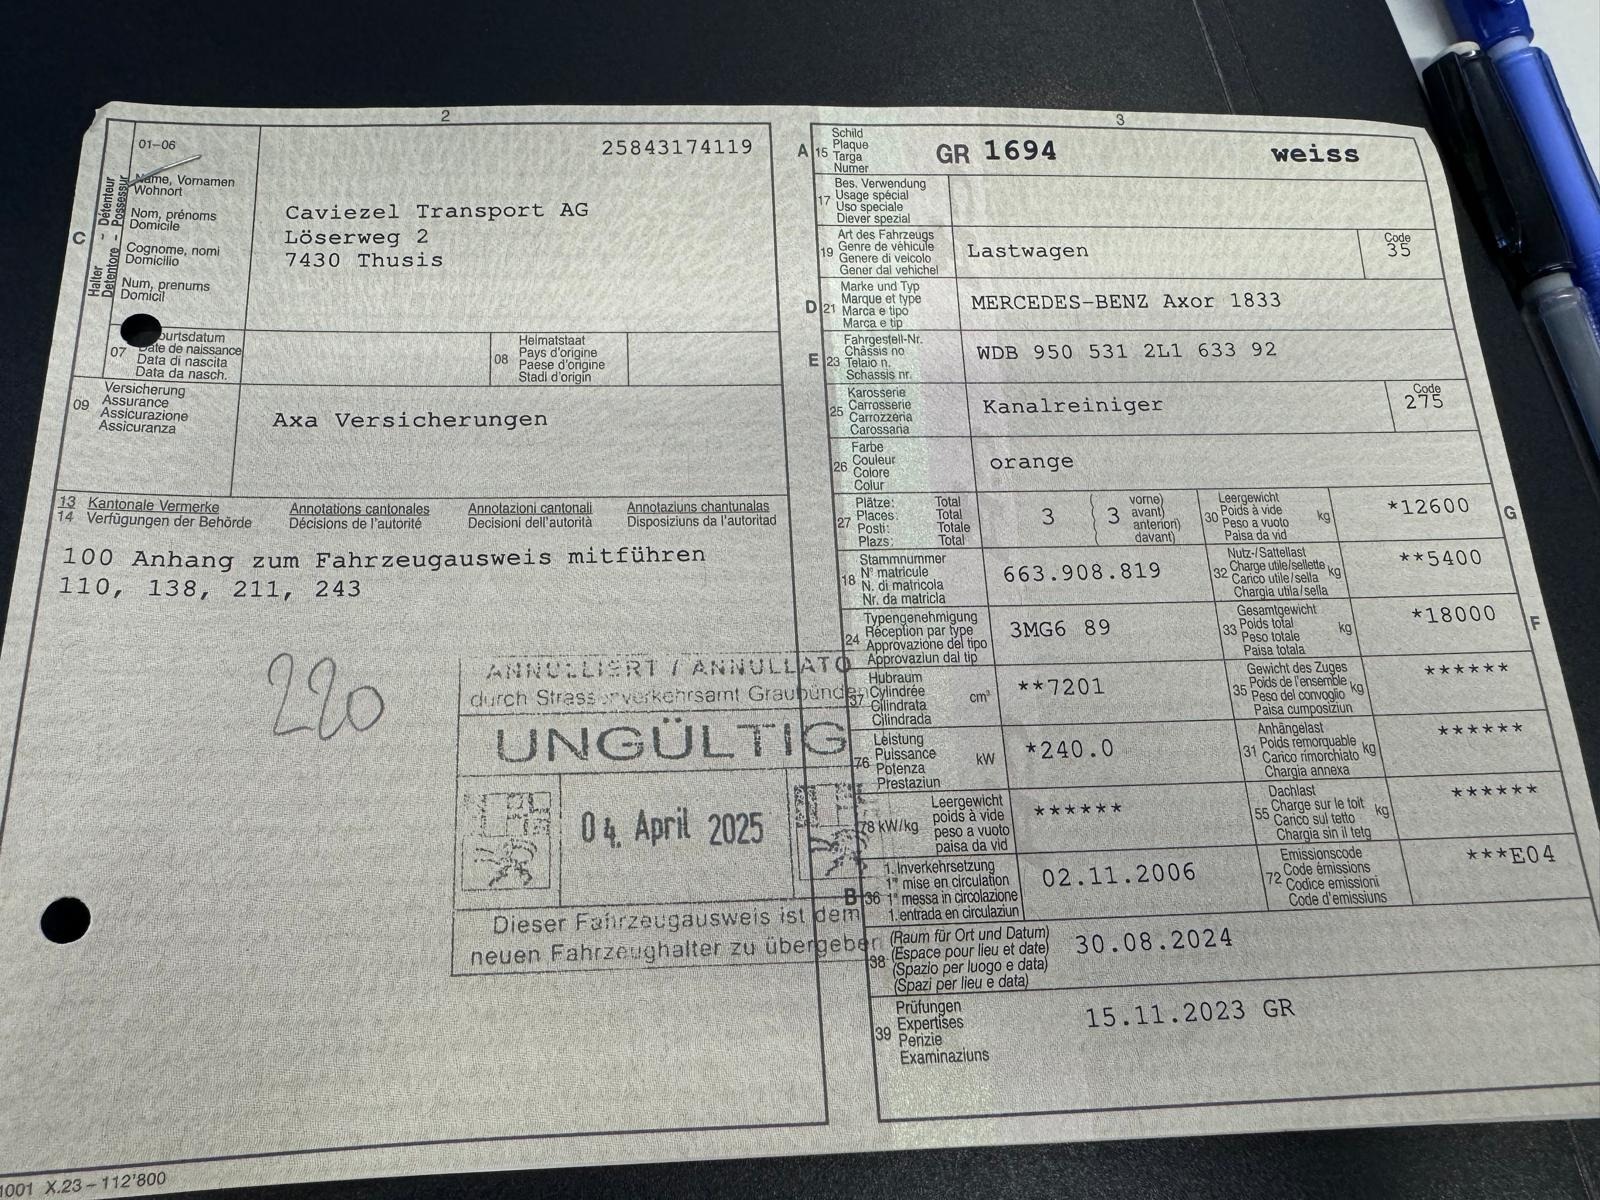 2
01-06
25843174119
C
Halter - Détenteur
Detentore - Possessur
Name, Vornamen
Wohnort
Nom, prénoms
Domicile
Cognome, nomi
Domicilio
Num, prenums
Domicil
Caviezel Transport AG
Löserweg 2
7430 Thusis
07
Date de naissance
Data di nascita
Data da nasch.
08
Heimatstaat
Pays d'origine
Paese d'origine
Stadi d'origin
09
Versicherung
Assurance
Assicurazione
Assicuranza
Axa Versicherungen
13 Kantonale Vermerke Annotations cantonales Annotazioni cantonali Annotaziuns chantunalas
14 Verfügungen der Behörde Décisions de l'autorité Decisioni dell'autorità Disposiziuns da l'autoritad
100 Anhang zum Fahrzeugausweis mitführen
110, 138, 211, 243
220
ANNULLIERT / ANNULLATO
durch Strassenverkehrsamt Graubünden
UNGÜLTIG
04. April 2025
Dieser Fahrzeugausweis ist dem
neuen Fahrzeughalter zu übergeben
1001 X.23 – 112'800
3
A
15
Schild
Plaque
Targa
Numer
GR 1694 weiss
17
Bes. Verwendung
Usage spécial
Uso speciale
Diever spezial
19
Art des Fahrzeugs
Genre de véhicule
Genere di veicolo
Gener dal vehichel
Lastwagen
Code
35
D
21
Marke und Typ
Marque et type
Marca e tipo
Marca e tip
MERCEDES-BENZ Axor 1833
E
23
Fahrgestell-Nr.
Châssis no
Telaio n.
Schassis nr.
WDB 950 531 2L1 633 92
25
Karosserie
Carrosserie
Carrozzeria
Carossaria
Kanalreiniger
Code
275
26
Farbe
Couleur
Colore
Colur
orange
27
Plätze: Total
Places: Total
Posti: Totale
Plazs: Total
3
3
vorne)
avant)
anterion)
davant)
30
Leergewicht
Poids à vide
Peso a vuoto
Paisa da vid
kg
*12600
G
18
Stammnummer
N° matricule
N. di matricola
Nr. da matricla
663.908.819
32
Nutz-/Sattellast
Charge utile/sellette
Carico utile/sella
Chargia utila/sella
kg
**5400
24
Typengenehmigung
Réception par type
Approvazione del tipo
Approvaziun dal tip
3MG6 89
33
Gesamtgewicht
Poids total
Peso totale
Paisa totala
kg
*18000
F
37
Hubraum
Cylindrée
Cilindrata
Cilindrada
cm³
**7201
35
Gewicht des Zuges
Poids de l'ensemble
Peso del convoglio
Paisa cumposiziun
kg
******
76
Leistung
Puissance
Potenza
Prestaziun
kW
*240.0
31
Anhängelast
Poids remorquable
Carico rimorchiato
Chargia annexa
kg
******
78 kW/kg
Leergewicht
poids à vide
peso a vuoto
paisa da vid
******
55
Dachlast
Charge sur le toit
Carico sul tetto
Chargia sin il tetg
kg
******
B
36
1. Inverkehrsetzung
1re mise en circulation
1a messa in circolazione
1. entrada en circulaziun
02.11.2006
72
Emissionscode
Code émissions
Codice emissioni
Code d'emissiuns
***E04
38
(Raum für Ort und Datum)
(Espace pour lieu et date)
(Spazio per luogo e data)
(Spazi per lieu e data)
30.08.2024
39
Prüfungen
Expertises
Perizie
Examinaziuns
15.11.2023 GR